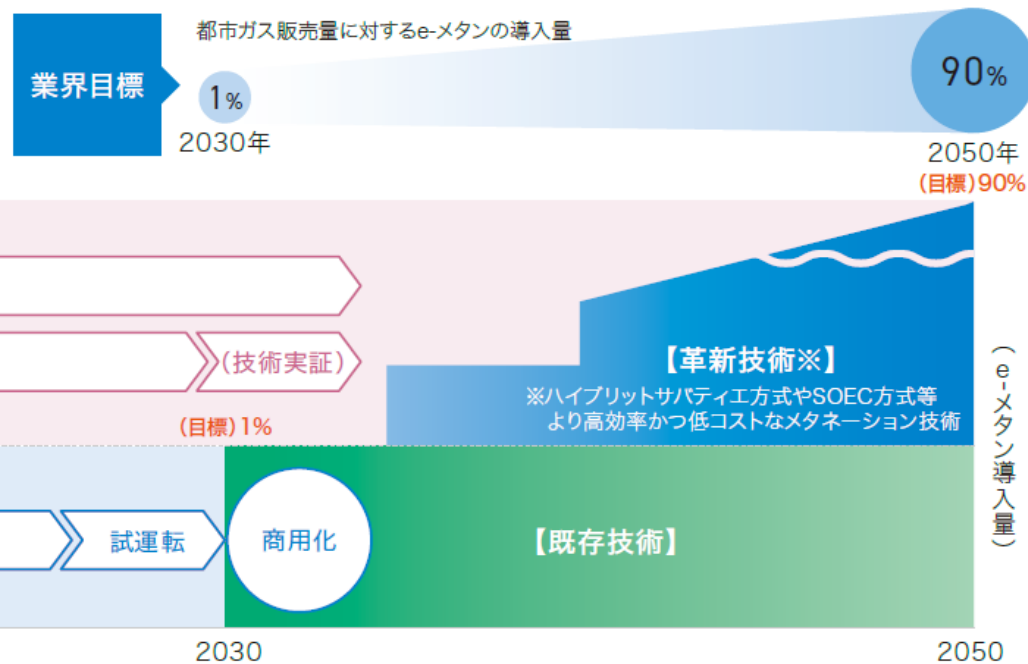 都市ガス販売量に対するe-メタンの導入量
業界目標
1%
90%
2030年
2050年
(目標)90%
(技術実証)
【革新技術※】
※ハイブリットサバティエ方式やSOEC方式等
より高効率かつ低コストなメタネーション技術
(目標)1%
(e-メタン導入量)
試運転
商用化
【既存技術】
2030
2050